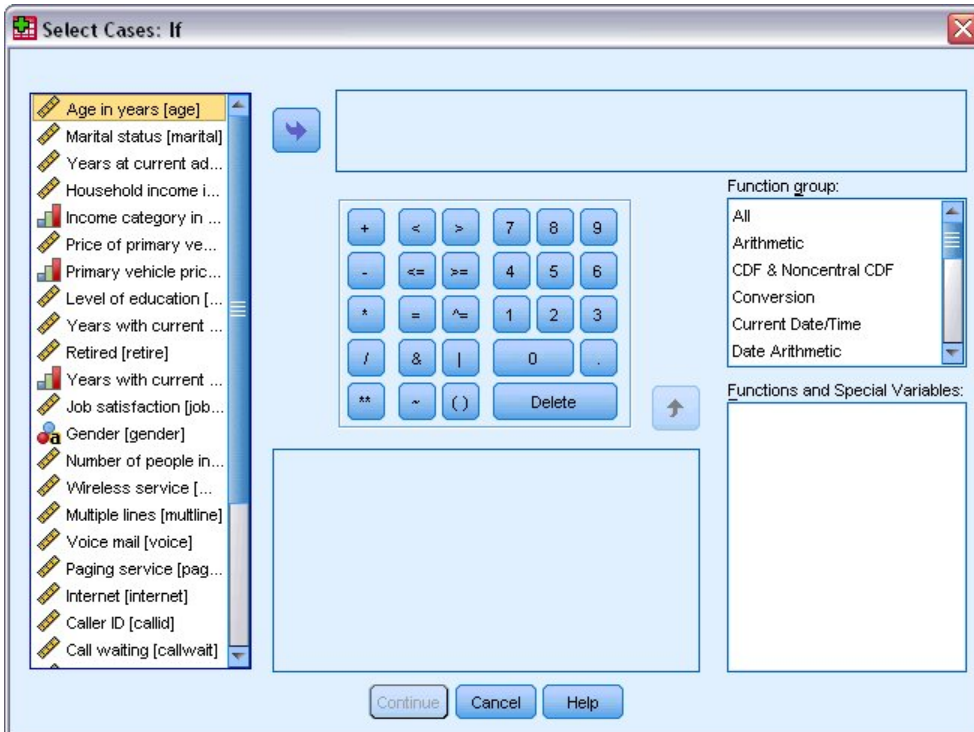 Select Cases: If
Age in years [age]
Marital status [marital]
Years at current ad...
Household income i...
Income category in ...
Price of primary ve...
Primary vehicle pric...
Level of education [...
Years with current ...
Retired [retire]
Years with current ...
Job satisfaction [job...
Gender [gender]
Number of people in...
Wireless service [...
Multiple lines [multline]
Voice mail [voice]
Paging service [pag...
Internet [internet]
Caller ID [callid]
Call waiting [callwait]
+ < > 7 8 9
- <= >= 4 5 6
* = ^= 1 2 3
/ & | 0 .
** ~ ( ) Delete
Function group:
All
Arithmetic
CDF & Noncentral CDF
Conversion
Current Date/Time
Date Arithmetic
Functions and Special Variables:
Continue Cancel Help